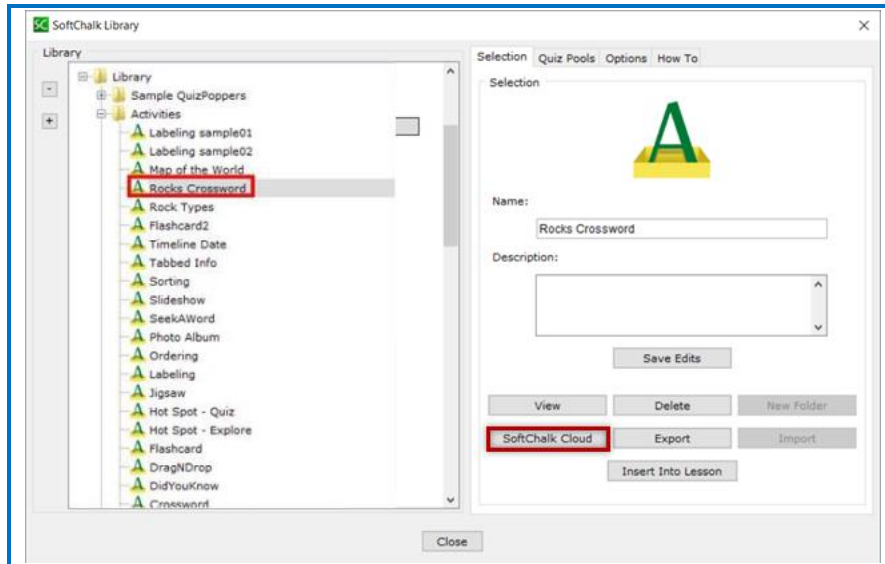 SC SoftChalk Library
Library
-
+
Library
Sample QuizPoppers
Activities
A Labeling sample01
A Labeling sample02
A Map of the World
A Rocks Crossword
A Rock Types
A Flashcard2
A Timeline Date
A Tabbed Info
A Sorting
A Slideshow
A SeekAWord
A Photo Album
A Ordering
A Labeling
A Jigsaw
A Hot Spot - Quiz
A Hot Spot - Explore
A Flashcard
A DragNDrop
A DidYouKnow
A Crossword
Selection Quiz Pools Options How To
Selection
A
Name:
Rocks Crossword
Description:
Save Edits
View Delete New Folder
SoftChalk Cloud Export Import
Insert Into Lesson
Close